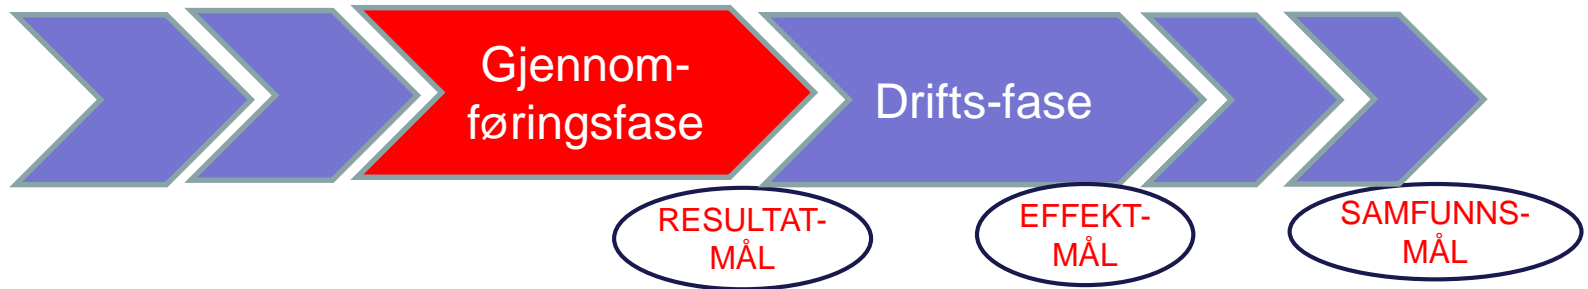 Gjennom-
føringsfase
Drifts-fase
RESULTAT-
MÅL
EFFEKT-
MÅL
SAMFUNNS-
MÅL